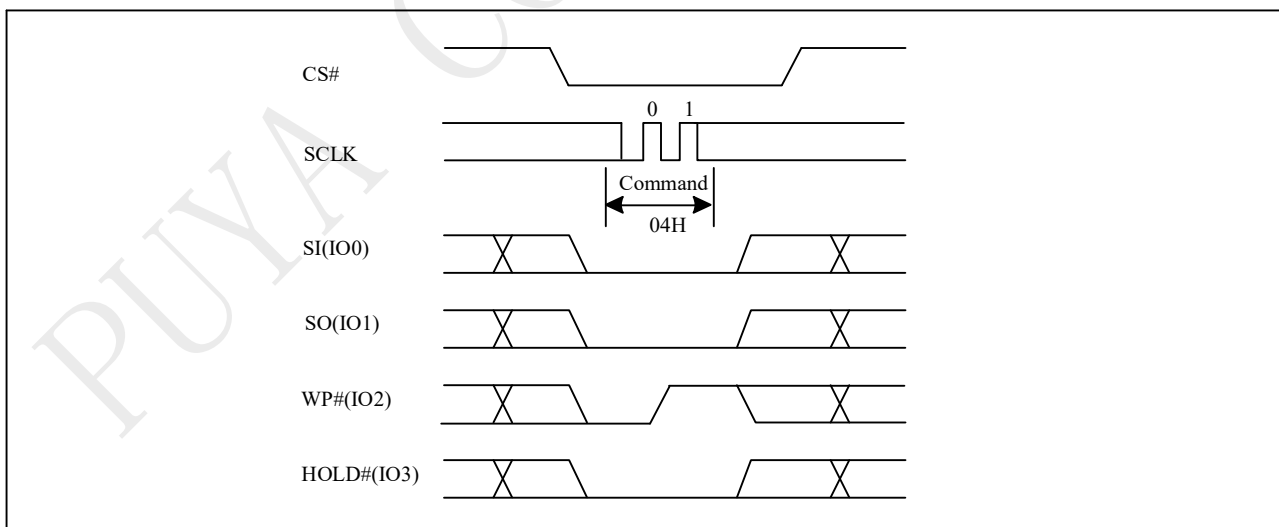 CS#
0 1
SCLK
Command
04H
SI(IO0)
SO(IO1)
WP#(IO2)
HOLD#(IO3)
PUYA